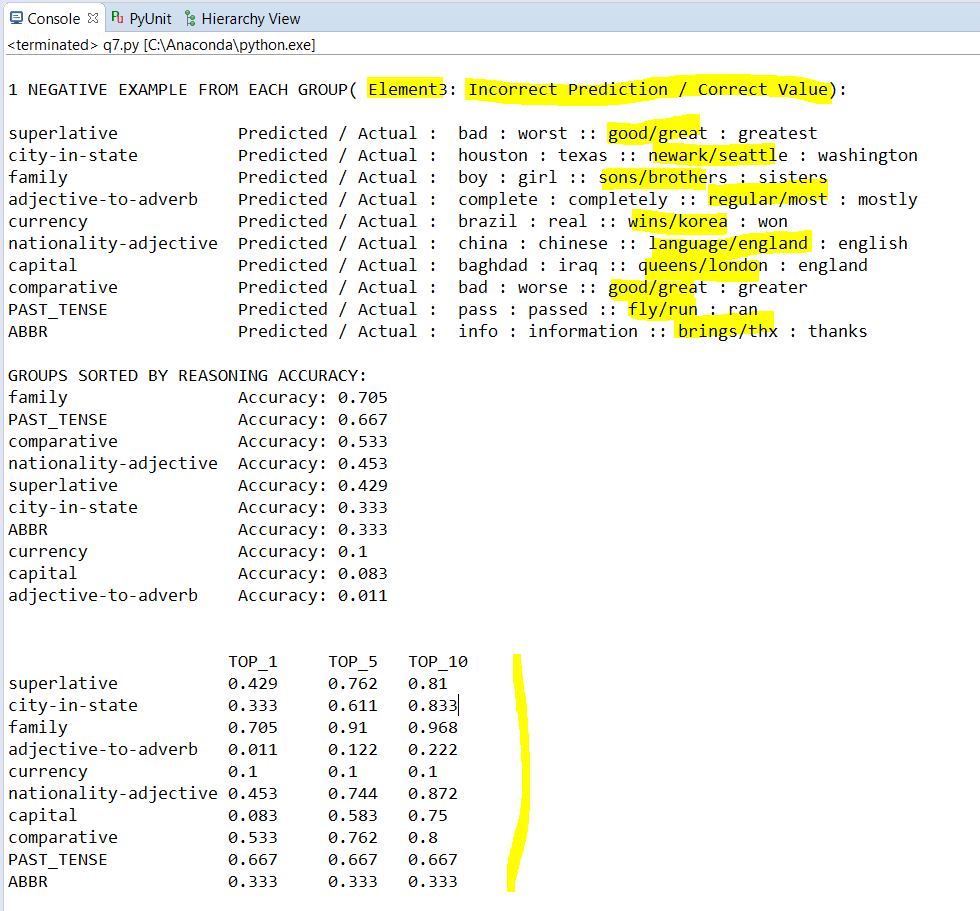 Console PyUnit Hierarchy View
<terminated> q7.py [C:\Anaconda\python.exe]
1 NEGATIVE EXAMPLE FROM EACH GROUP( Element3: Incorrect Prediction / Correct Value):
superlative Predicted / Actual : bad : worst :: good/great : greatest
city-in-state Predicted / Actual : houston : texas :: newark/seattle : washington
family Predicted / Actual : boy : girl :: sons/brothers : sisters
adjective-to-adverb Predicted / Actual : complete : completely :: regular/most : mostly
currency Predicted / Actual : brazil : real :: wins/korea : won
nationality-adjective Predicted / Actual : china : chinese :: language/england : english
capital Predicted / Actual : baghdad : iraq :: queens/london : england
comparative Predicted / Actual : bad : worse :: good/great : greater
PAST_TENSE Predicted / Actual : pass : passed :: fly/run : ran
ABBR Predicted / Actual : info : information :: brings/thx : thanks
GROUPS SORTED BY REASONING ACCURACY:
family Accuracy: 0.705
PAST_TENSE Accuracy: 0.667
comparative Accuracy: 0.533
nationality-adjective Accuracy: 0.453
superlative Accuracy: 0.429
city-in-state Accuracy: 0.333
ABBR Accuracy: 0.333
currency Accuracy: 0.1
capital Accuracy: 0.083
adjective-to-adverb Accuracy: 0.011
TOP_1 TOP_5 TOP_10
superlative 0.429 0.762 0.81
city-in-state 0.333 0.611 0.833
family 0.705 0.91 0.968
adjective-to-adverb 0.011 0.122 0.222
currency 0.1 0.1 0.1
nationality-adjective 0.453 0.744 0.872
capital 0.083 0.583 0.75
comparative 0.533 0.762 0.8
PAST_TENSE 0.667 0.667 0.667
ABBR 0.333 0.333 0.333